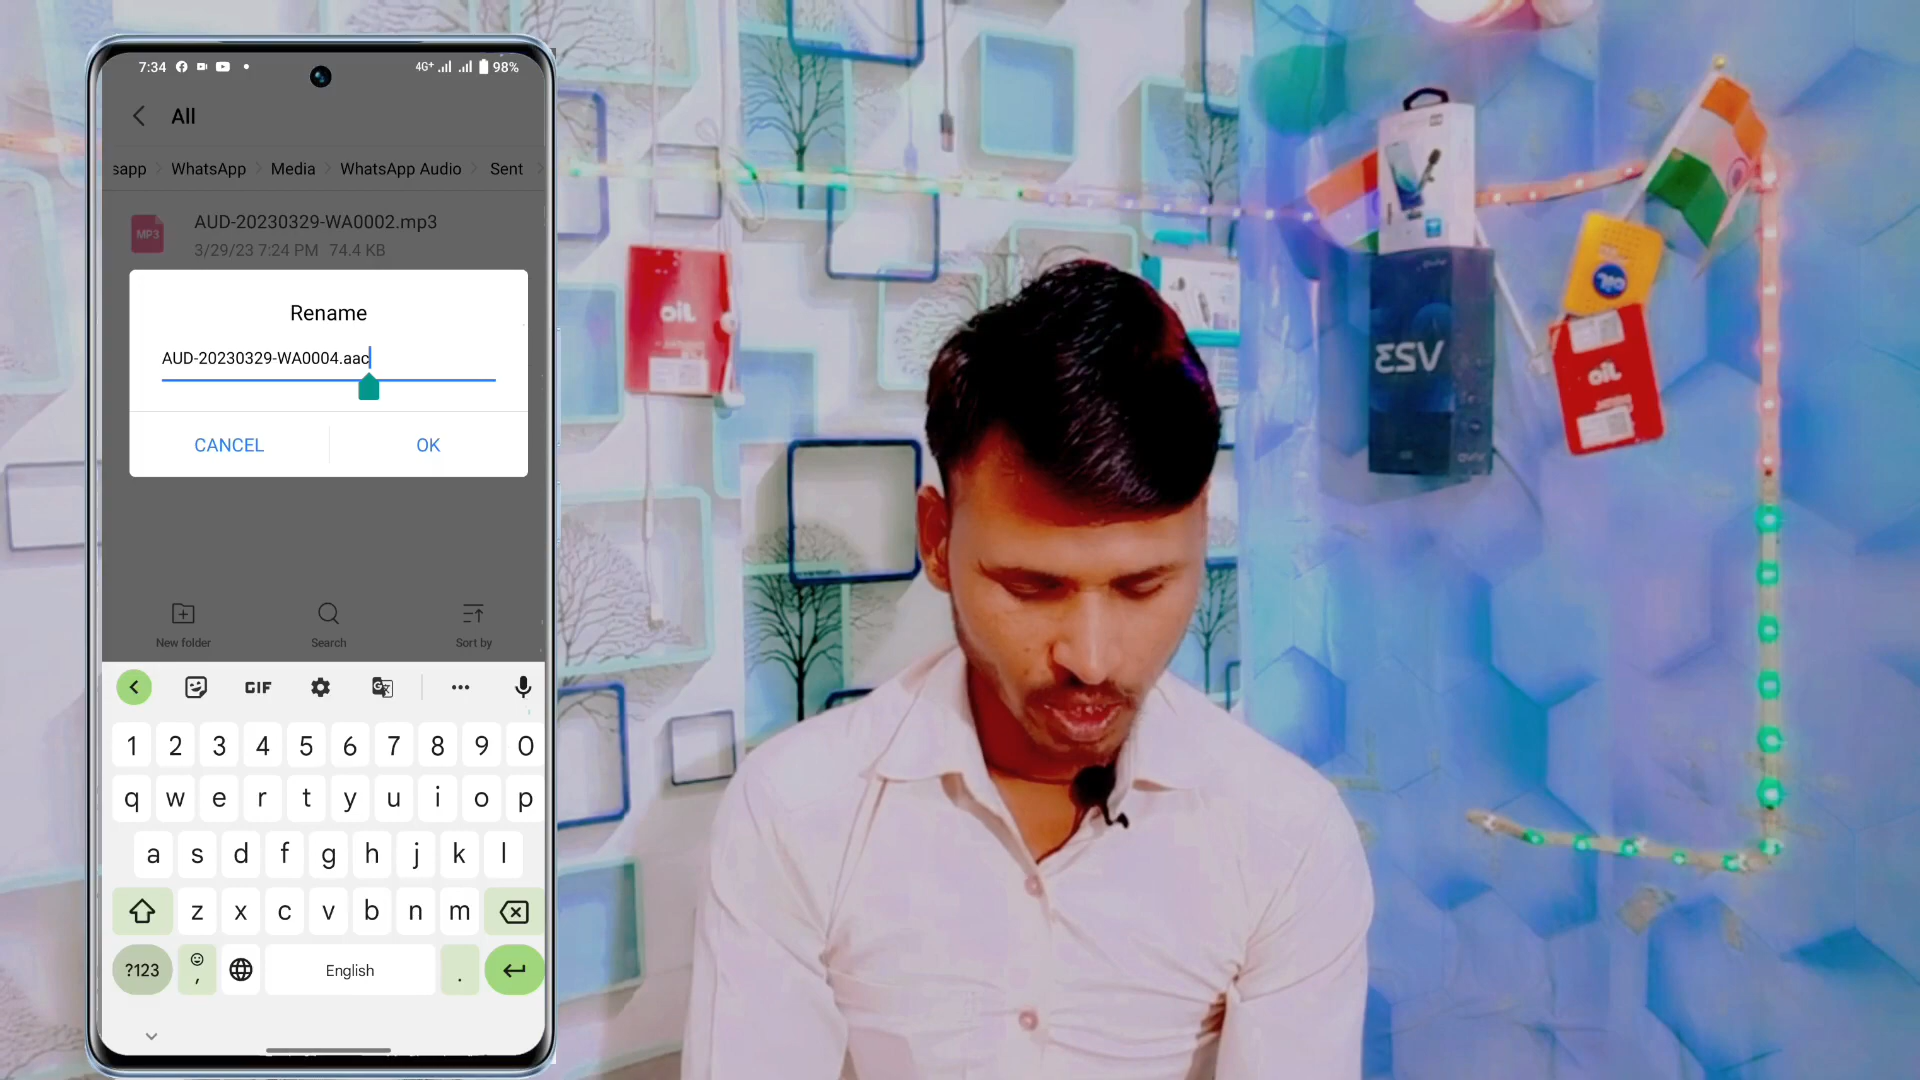 7:34
4G+ 98%
All
sapp WhatsApp Media WhatsApp Audio Sent
MP3
AUD-20230329-WA0002.mp3
3/29/23 7:24 PM 74.4 KB
Rename
AUD-20230329-WA0004.aac
CANCEL OK
New folder Search Sort by
GIF
1 2 3 4 5 6 7 8 9 0
q w e r t y u i o p
a s d f g h j k l
z x c v b n m
?123 , English .
oil
V23
oil
oil